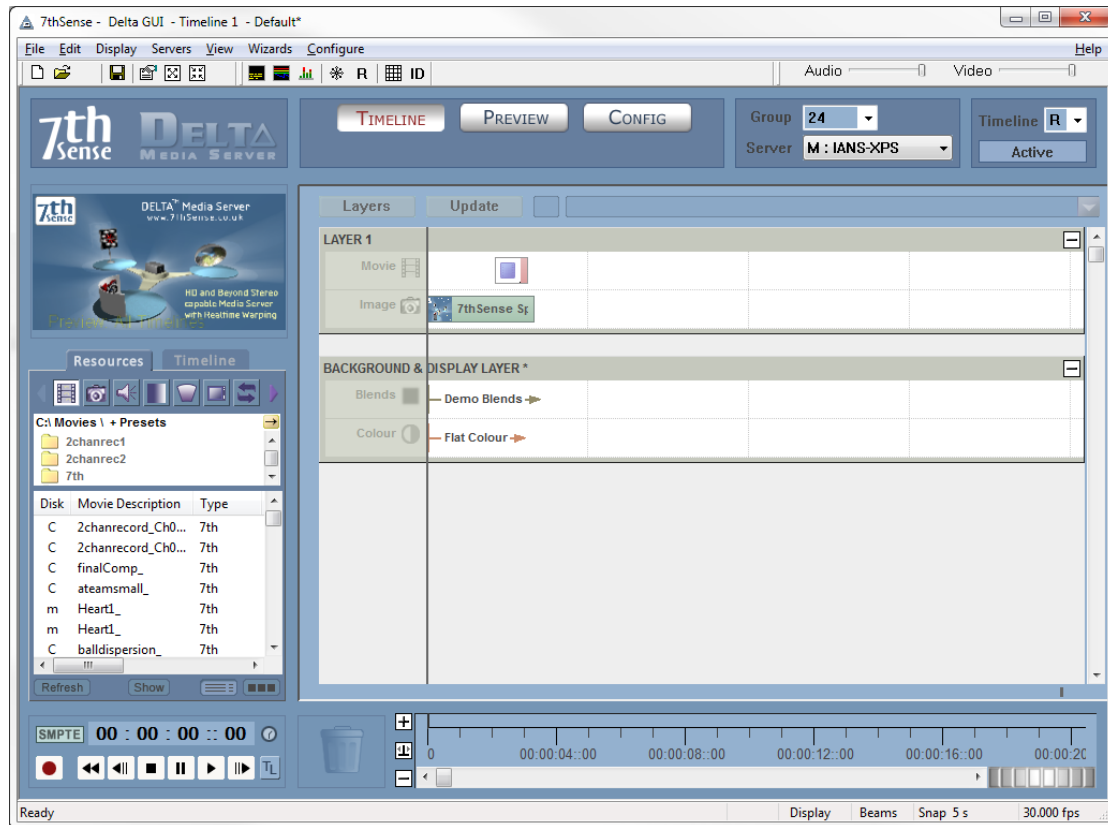 7thSense - Delta GUI - Timeline 1 - Default*
File Edit Display Servers View Wizards Configure Help
R ID Audio Video
7th Sense DELTA MEDIA SERVER
TIMELINE PREVIEW CONFIG
Group 24
Server M : IANS-XPS
Timeline R
Active
7th Sense
DELTA™ Media Server
www.7thSense.co.uk
HD and Beyond Stereo
capable Media Server
with Realtime Warping
Layers Update
LAYER 1
Movie
Image 7thSense Sp
BACKGROUND & DISPLAY LAYER *
Blends Demo Blends
Colour Flat Colour
Resources Timeline
C:\ Movies \ + Presets
2chanrec1
2chanrec2
7th
Disk Movie Description Type
C 2chanrecord_Ch0... 7th
C 2chanrecord_Ch0... 7th
C finalComp_ 7th
C ateamsmall_ 7th
m Heart1_ 7th
m Heart1_ 7th
C balldispersion_ 7th
Refresh Show
SMPTE 00 : 00 : 00 :: 00
TL
0 00:00:04::00 00:00:08::00 00:00:12::00 00:00:16::00 00:00:20
Ready Display Beams Snap 5 s 30.000 fps